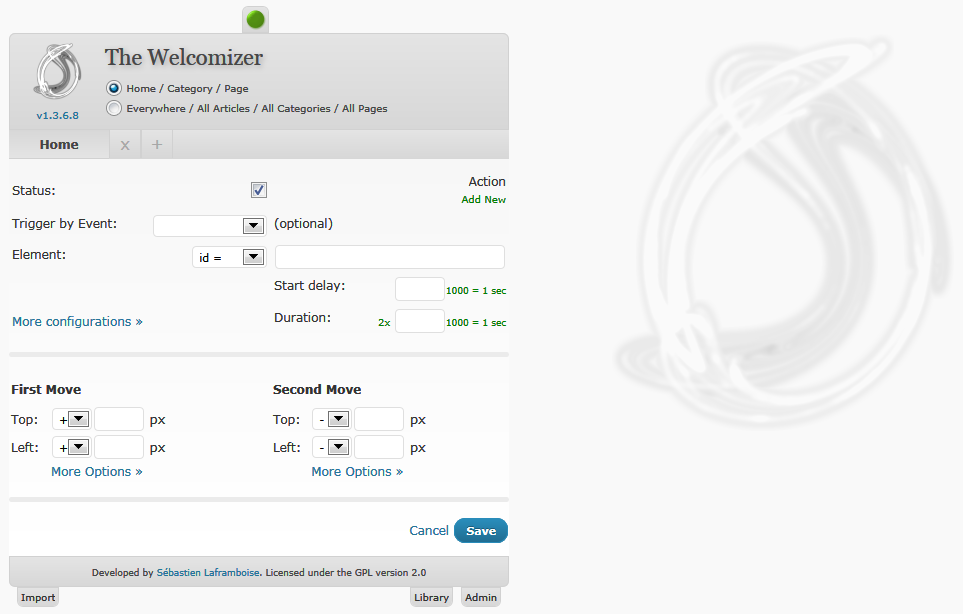 The Welcomizer
Home / Category / Page
v1.3.6.8
Everywhere / All Articles / All Categories / All Pages
Home x +
Status: Action
Add New
Trigger by Event: (optional)
Element: id =
Start delay: 1000 = 1 sec
More configurations » Duration: 2x 1000 = 1 sec
First Move Second Move
Top: + px Top: - px
Left: + px Left: - px
More Options » More Options »
Cancel Save
Developed by Sébastien Laframboise. Licensed under the GPL version 2.0
Import Library Admin